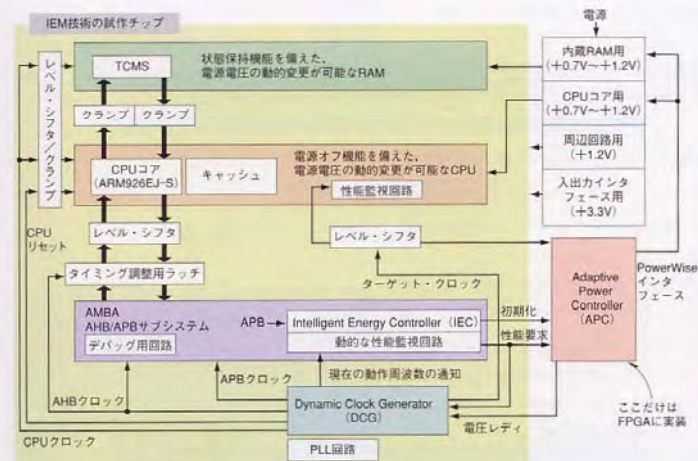 IEM技術の試作チップ
電源
レベル・シフタ/クランプ
TCMS
状態保持機能を備えた、
電源電圧の動的変更が可能なRAM
内蔵RAM用
(+0.7V～+1.2V)
CPUコア用
(+0.7V～+1.2V)
周辺回路用
(+1.2V)
入出力インタ
フェース用
(+3.3V)
クランプ
クランプ
CPUコア
(ARM926EJ-S)
キャッシュ
電源オフ機能を備えた、
電源電圧の動的変更が可能なCPU
性能監視回路
CPU
リセット
レベル・シフタ
レベル・シフタ
タイミング調整用ラッチ
ターゲット・クロック
PowerWise
インタ
フェース
Adaptive
Power
Controller
(APC)
AMBA
AHB/APBサブシステム
デバッグ用回路
APB
Intelligent Energy Controller（IEC）
動的な性能監視回路
初期化
性能要求
APBクロック
現在の動作周波数の通知
AHBクロック
Dynamic Clock Generator
(DCG)
電圧レディ
ここだけは
FPGAに実装
CPUクロック
PLL回路